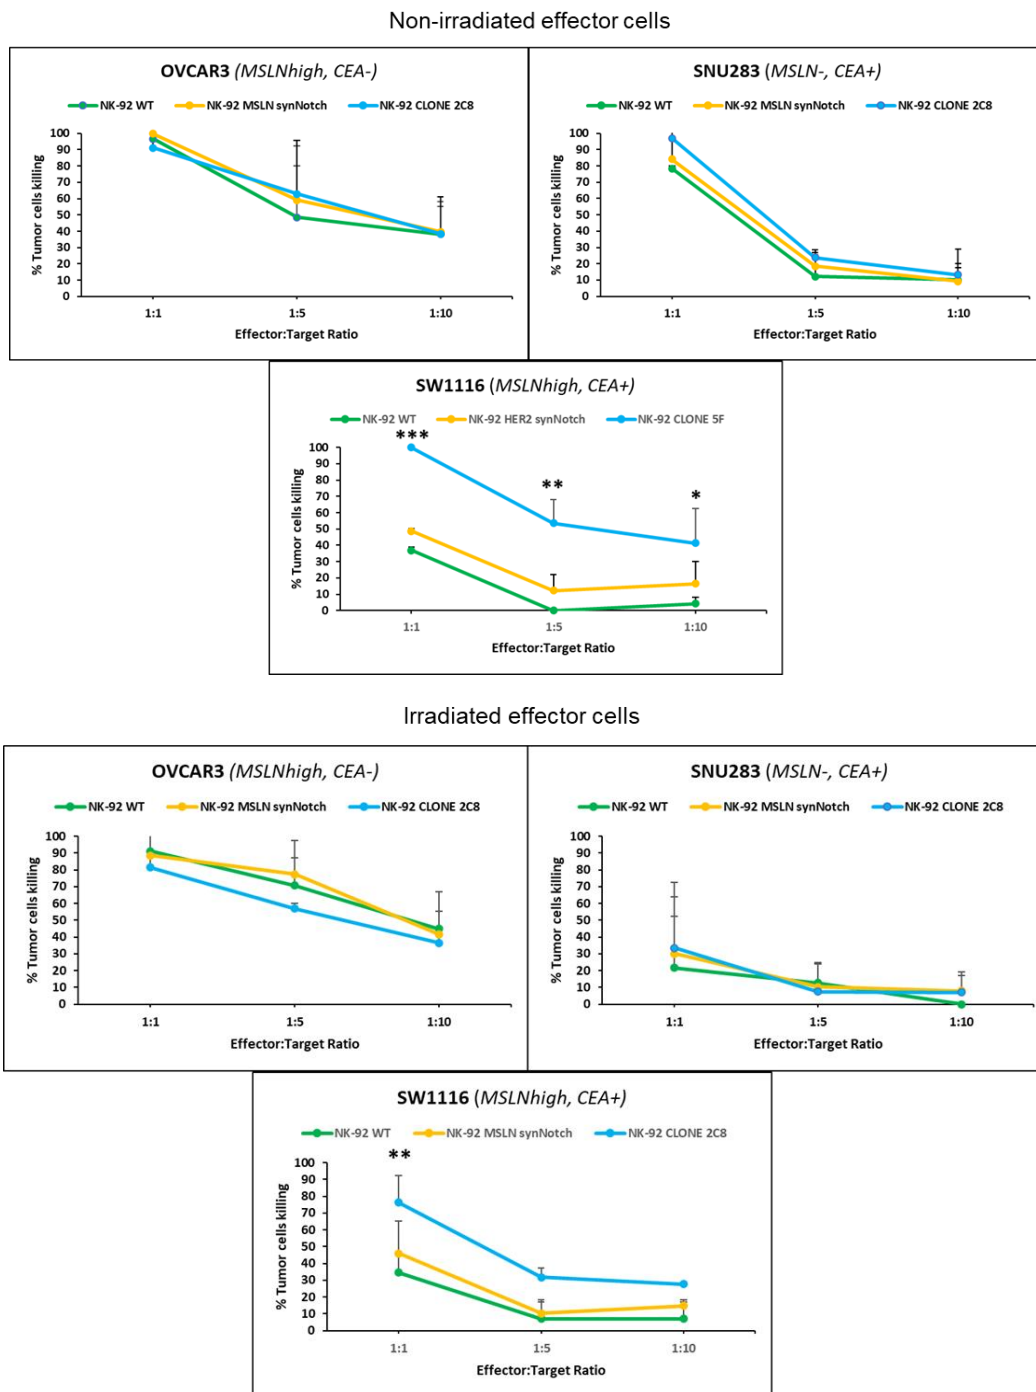 Non-irradiated effector cells
OVCAR3 (MSLNhigh, CEA-)
NK-92 WT NK-92 MSLN synNotch NK-92 CLONE 2C8
% Tumor cells killing
100
90
80
70
60
50
40
30
20
10
0
1:1 1:5 1:10
Effector:Target Ratio
SNU283 (MSLN-, CEA+)
NK-92 WT NK-92 MSLN synNotch NK-92 CLONE 2C8
% Tumor cells killing
100
90
80
70
60
50
40
30
20
10
0
1:1 1:5 1:10
Effector:Target Ratio
SW1116 (MSLNhigh, CEA+)
NK-92 WT NK-92 HER2 synNotch NK-92 CLONE 5F
*** ** *
% Tumor cells killing
100
90
80
70
60
50
40
30
20
10
0
1:1 1:5 1:10
Effector:Target Ratio
Irradiated effector cells
OVCAR3 (MSLNhigh, CEA-)
NK-92 WT NK-92 MSLN synNotch NK-92 CLONE 2C8
% Tumor cells killing
100
90
80
70
60
50
40
30
20
10
0
1:1 1:5 1:10
Effector:Target Ratio
SNU283 (MSLN-, CEA+)
NK-92 WT NK-92 MSLN synNotch NK-92 CLONE 2C8
% Tumor cells killing
100
90
80
70
60
50
40
30
20
10
0
1:1 1:5 1:10
Effector:Target Ratio
SW1116 (MSLNhigh, CEA+)
NK-92 WT NK-92 MSLN synNotch NK-92 CLONE 2C8
**
% Tumor cells killing
100
90
80
70
60
50
40
30
20
10
0
1:1 1:5 1:10
Effector:Target Ratio